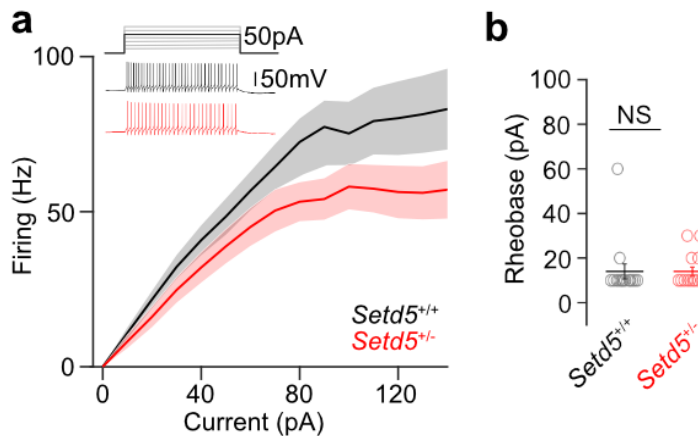 a
50pA
50mV
100
50
0
Firing (Hz)
Setd5+/+
Setd5+/-
0
40
80
120
Current (pA)
b
100
80
60
40
20
0
Rheobase (pA)
NS
Setd5+/+
Setd5+/-